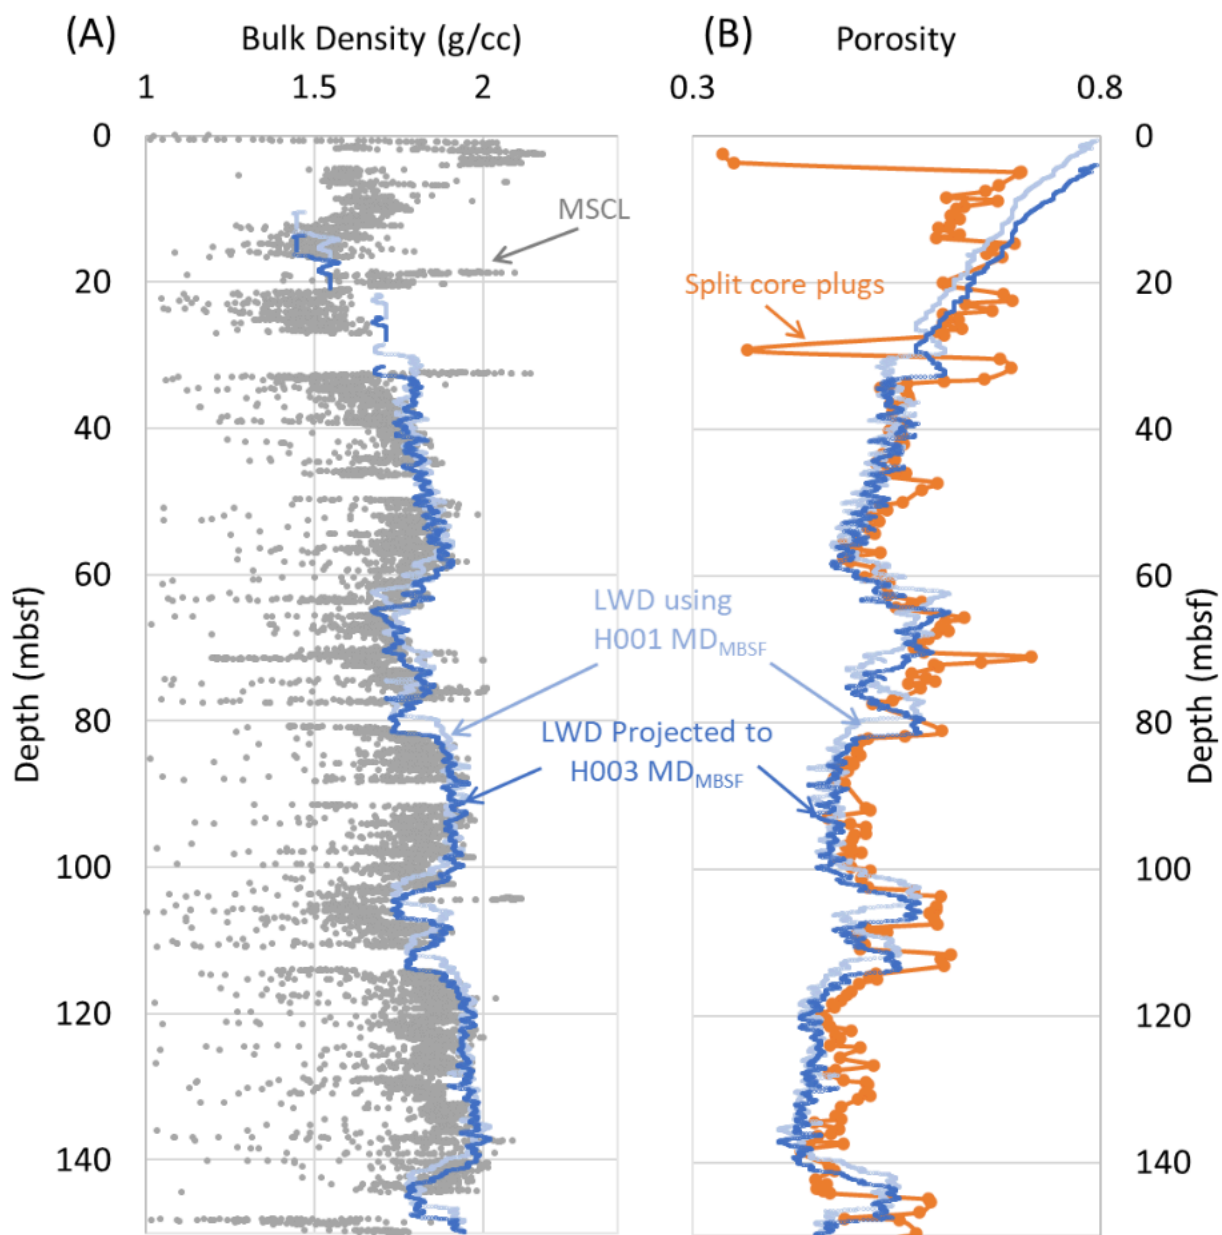 (A) Bulk Density (g/cc) (B) Porosity
1 1.5 2 0.3 0.8
0 0
MSCL
20 Split core plugs 20
40 40
60 60
LWD using
H001 MD_MBSF
80 80
LWD Projected to
H003 MD_MBSF
100 100
120 120
140 140
Depth (mbsf)
Depth (mbsf)